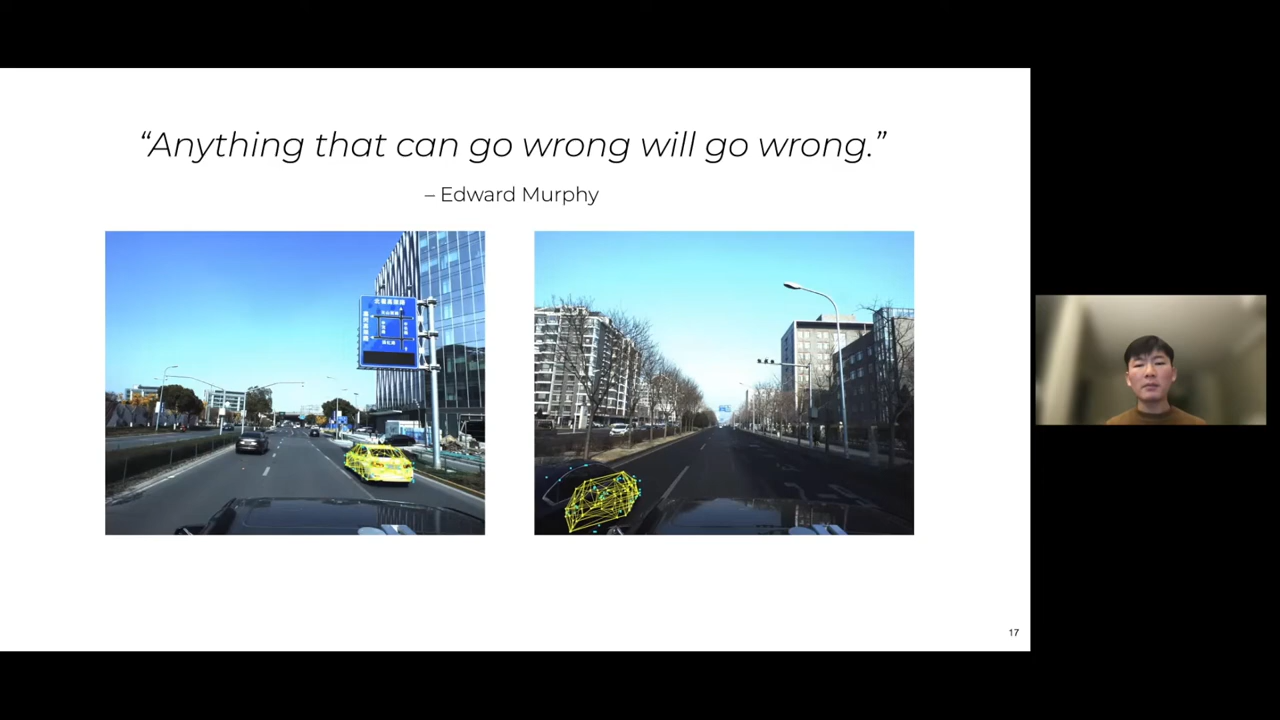 “Anything that can go wrong will go wrong.”
– Edward Murphy
17